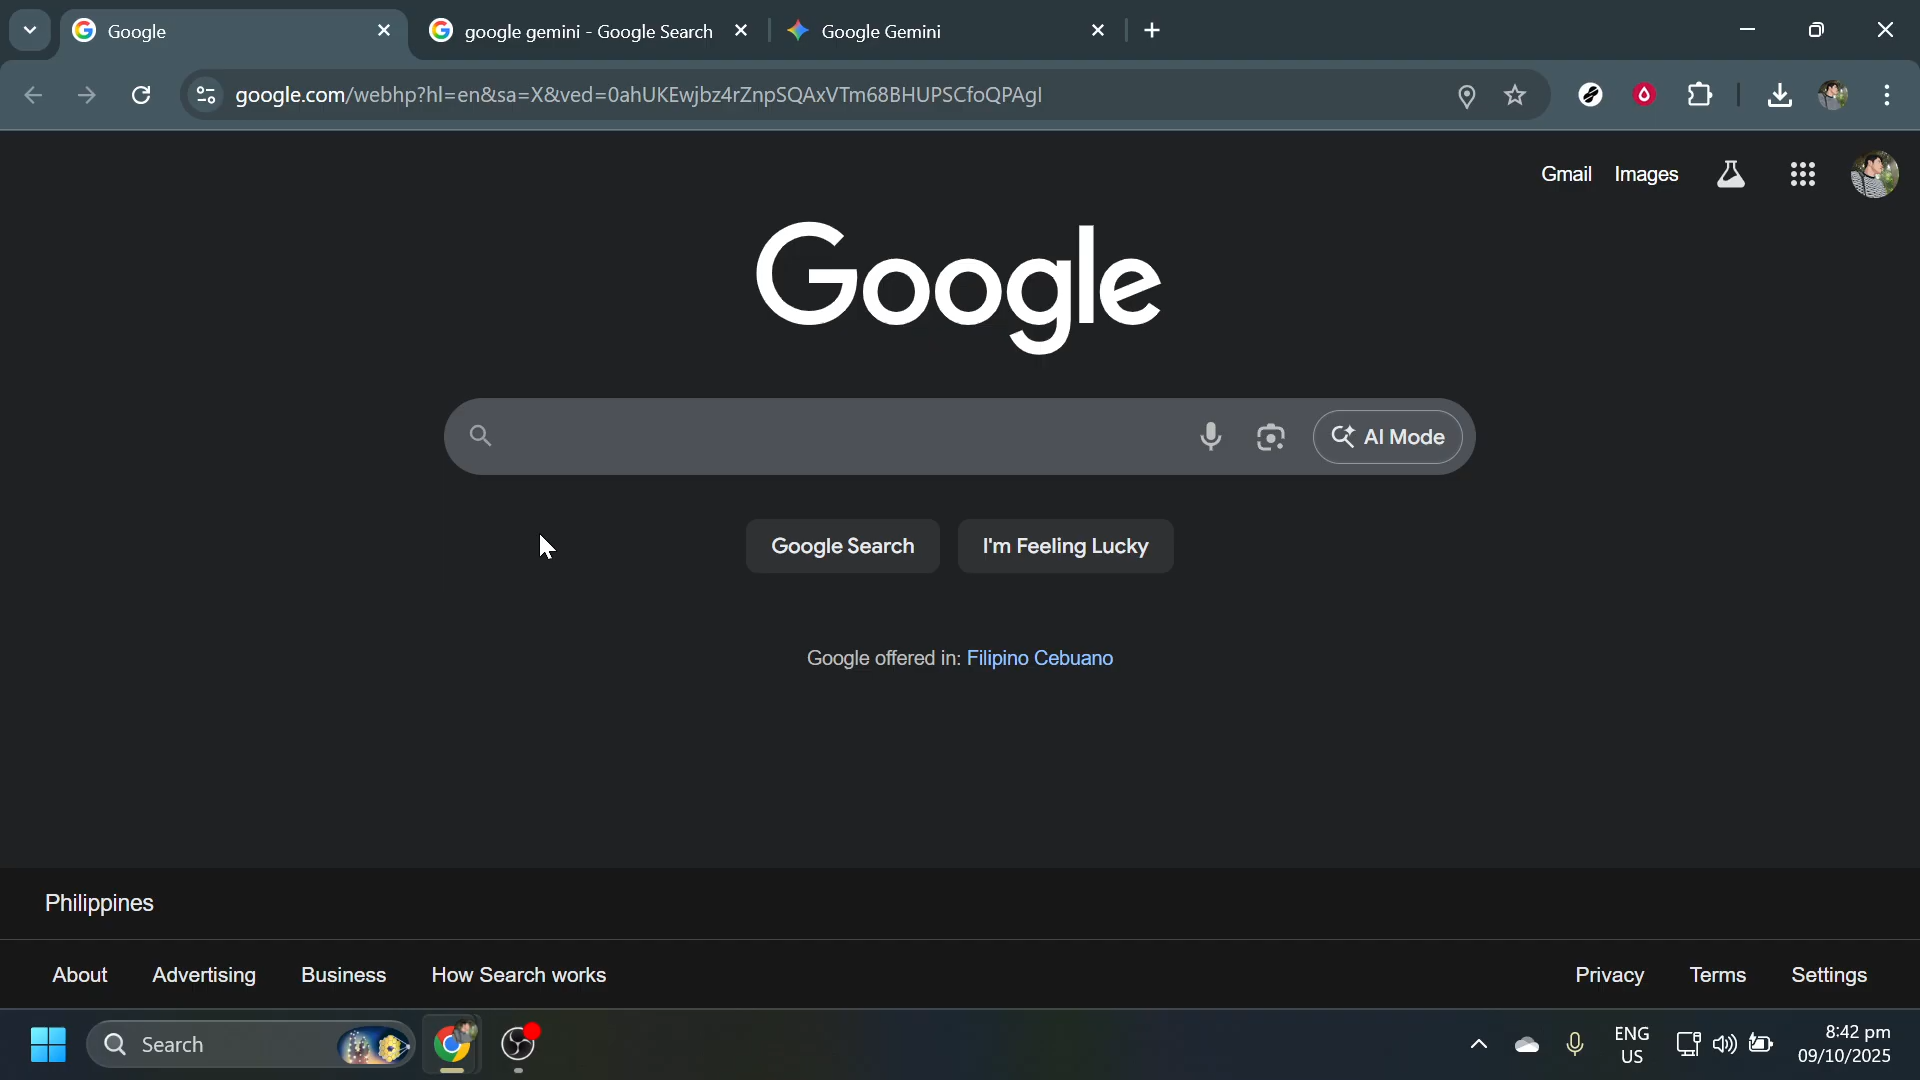 Google
google gemini - Google Search
Google Gemini
google.com/webhp?hl=en&sa=X&ved=0ahUKEwjbz4rZnpSQAxVTm68BHUPSCfoQPAgI
Gmail
Images
Google
AI Mode
Google Search
I'm Feeling Lucky
Google offered in: Filipino Cebuano
Philippines
About
Advertising
Business
How Search works
Privacy
Terms
Settings
Search
ENG
US
8:42 pm
09/10/2025